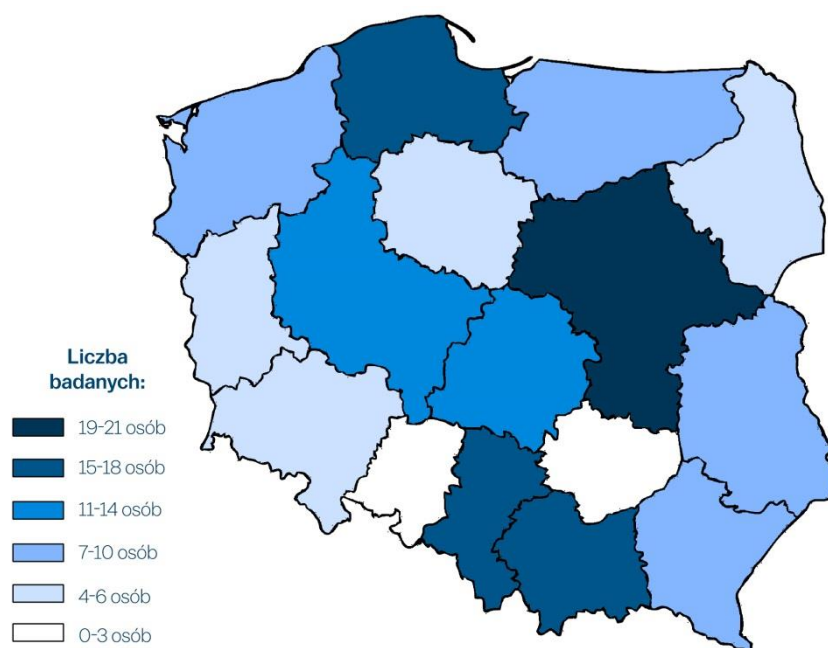 Liczba
badanych:
19-21 osób
15-18 osób
11-14 osób
7-10 osób
4-6 osób
0-3 osób